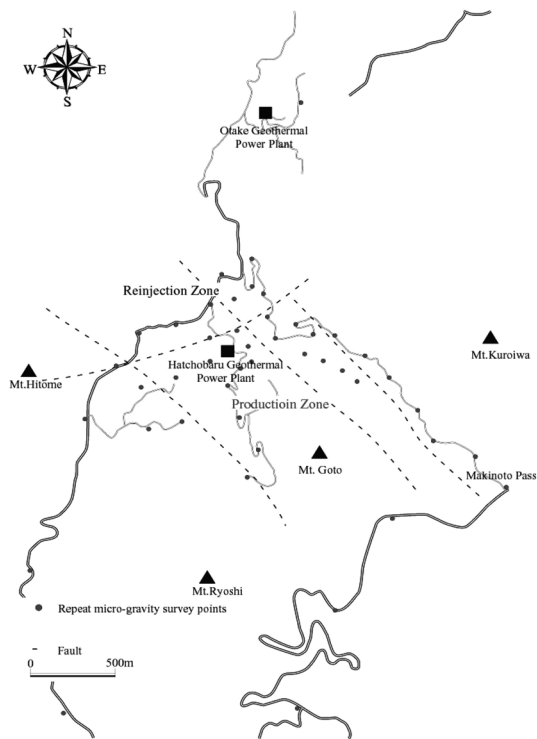 N
W E
S
Otake Geothermal
Power Plant
Reinjection Zone
Hatchobaru Geothermal
Power Plant
Mt.Kuroiwa
Mt.Hitome
Productioin Zone
Mt. Goto
Makinoto Pass
Mt.Ryoshi
Repeat micro-gravity survey points
Fault
0 500m